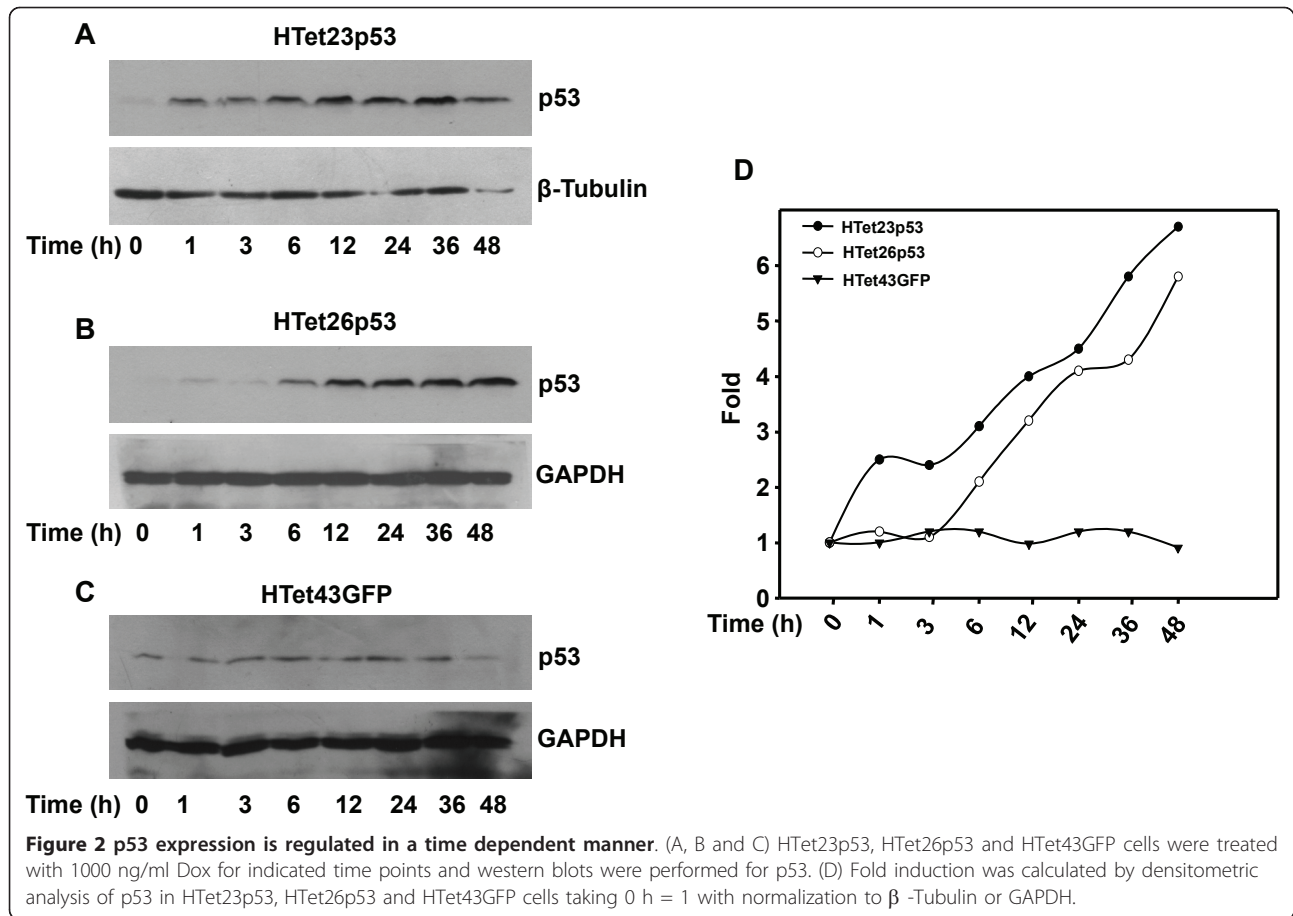 A
HTet23p53
p53
β-Tubulin
Time (h) 0 1 3 6 12 24 36 48
B
HTet26p53
p53
GAPDH
Time (h) 0 1 3 6 12 24 36 48
C
HTet43GFP
p53
GAPDH
Time (h) 0 1 3 6 12 24 36 48
D
HTet23p53
HTet26p53
HTet43GFP
Fold
6
5
4
3
2
1
0
Time (h) 0 1 3 6 12 24 36 48
Figure 2 p53 expression is regulated in a time dependent manner. (A, B and C) HTet23p53, HTet26p53 and HTet43GFP cells were treated
with 1000 ng/ml Dox for indicated time points and western blots were performed for p53. (D) Fold induction was calculated by densitometric
analysis of p53 in HTet23p53, HTet26p53 and HTet43GFP cells taking 0 h = 1 with normalization to β -Tubulin or GAPDH.